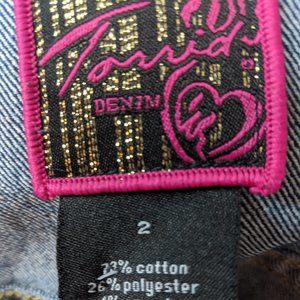 Torrid
DENIM
2
73% cotton
26% polyester